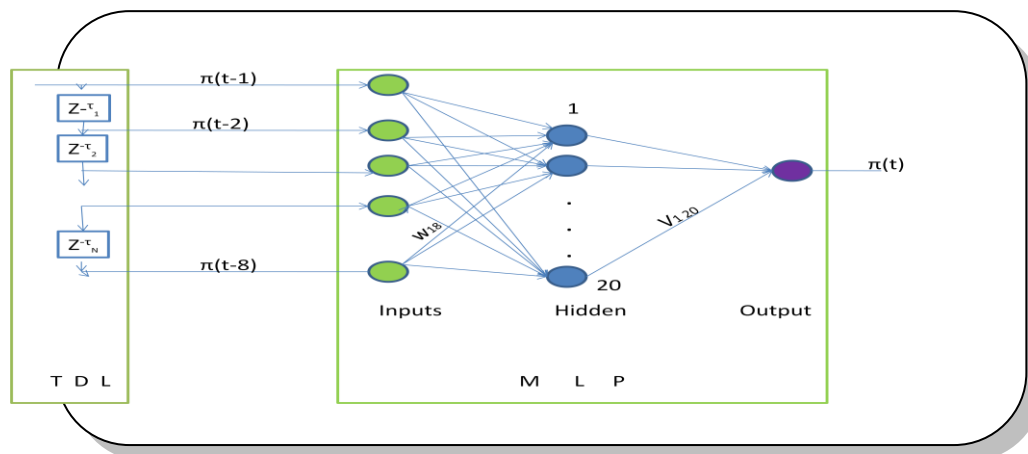 π(t-1)
Z-τ1
π(t-2)
Z-τ2
Z-τN
π(t-8)
T D L
1
W18
V1 20
20
π(t)
Inputs
Hidden
Output
M L P